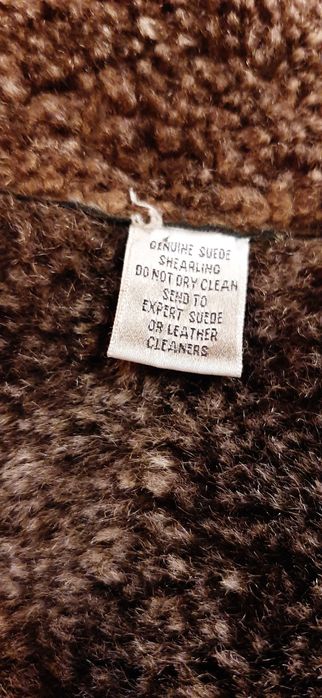 GENUINE SUEDE
SHEARLING
DO NOT DRY CLEAN
SEND TO
EXPERT SUEDE
OR LEATHER
CLEANERS